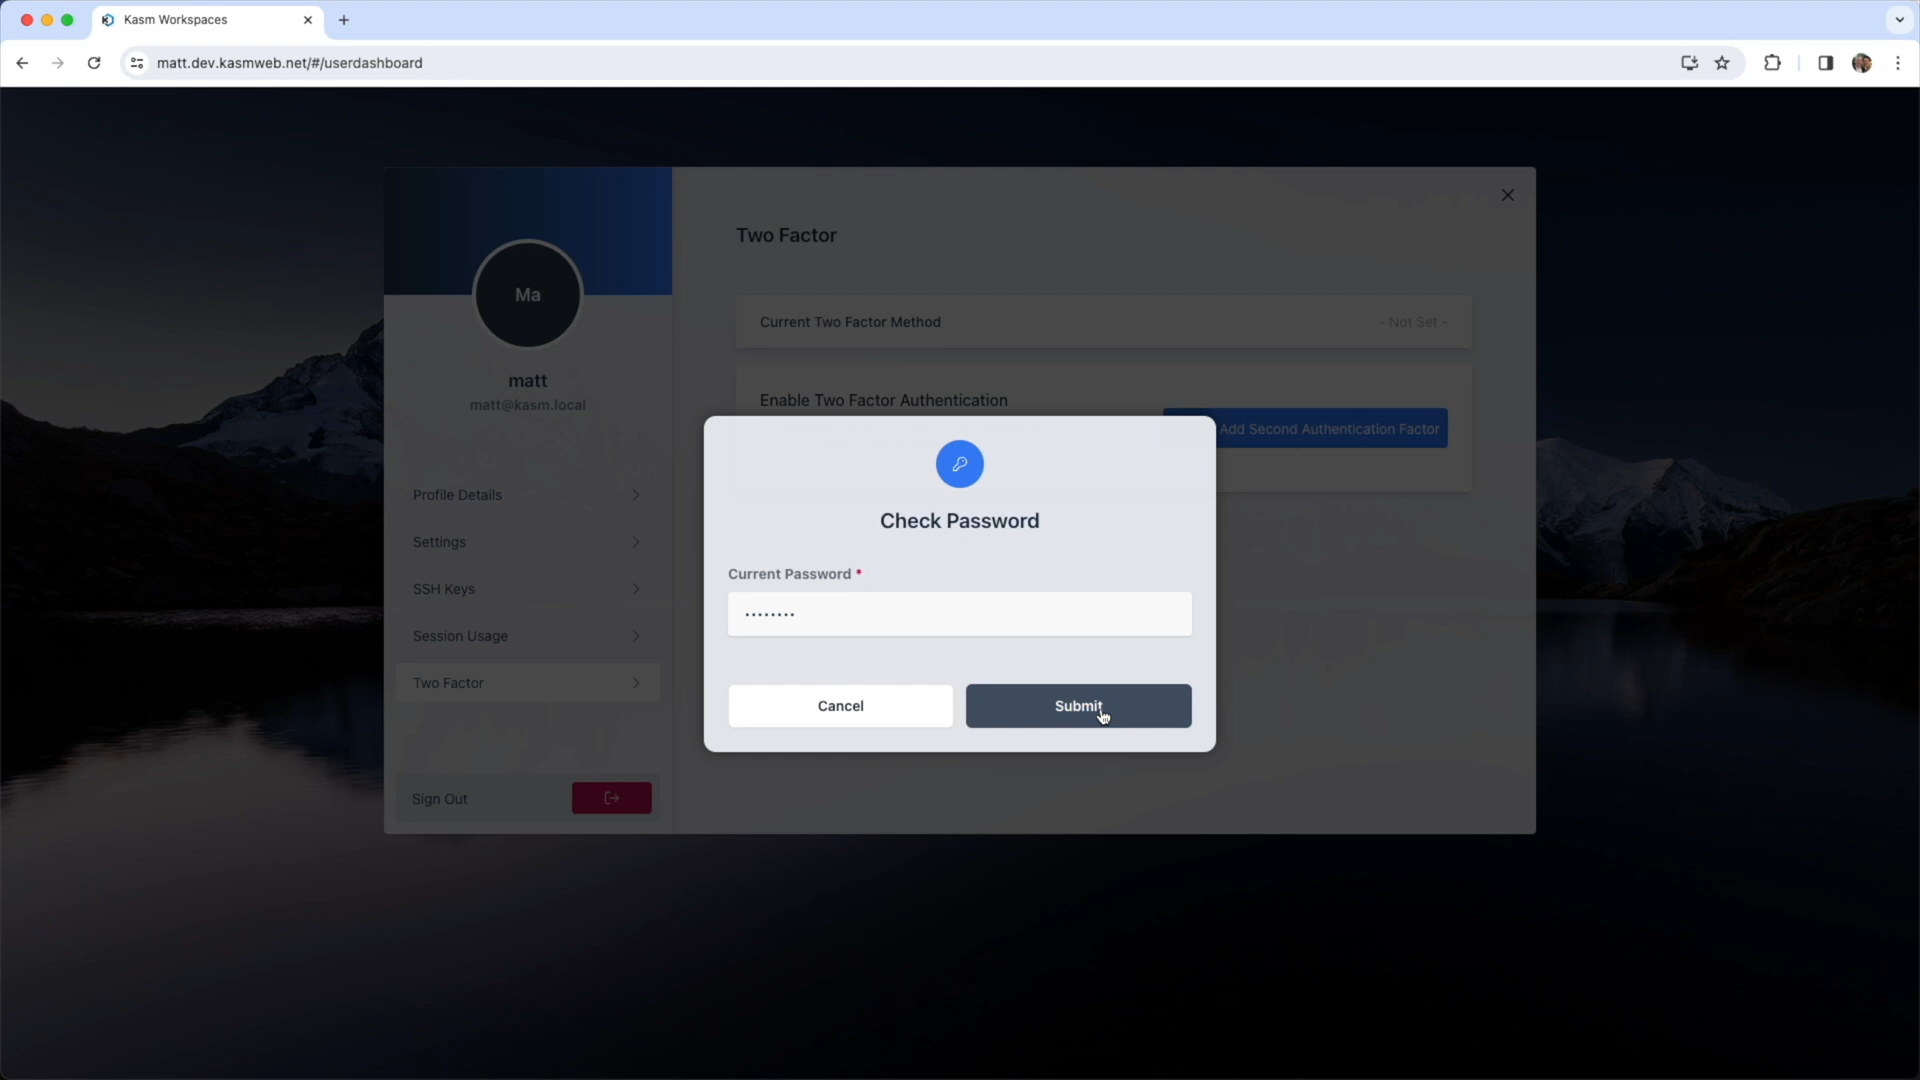 Kasm Workspaces
matt.dev.kasmweb.net/#/userdashboard
Ma
matt
matt@kasm.local
Profile Details
Settings
SSH Keys
Session Usage
Two Factor
Sign Out
Two Factor
Current Two Factor Method
- Not Set -
Enable Two Factor Authentication
Add Second Authentication Factor
Check Password
Current Password *
••••••••
Cancel
Submit